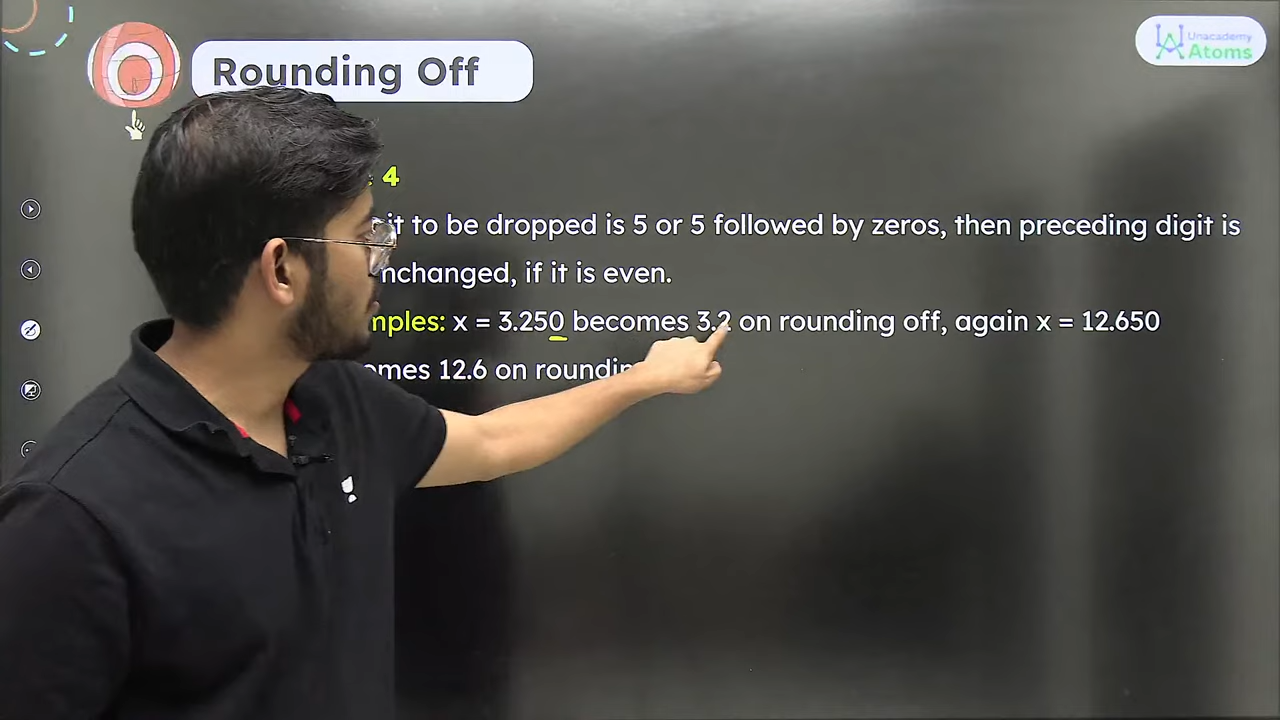 Unacademy
Atoms
Rounding Off
4
to be dropped is 5 or 5 followed by zeros, then preceding digit is
nchanged, if it is even.
mples: x = 3.250 becomes 3.2 on rounding off, again x = 12.650
omes 12.6 on roundin